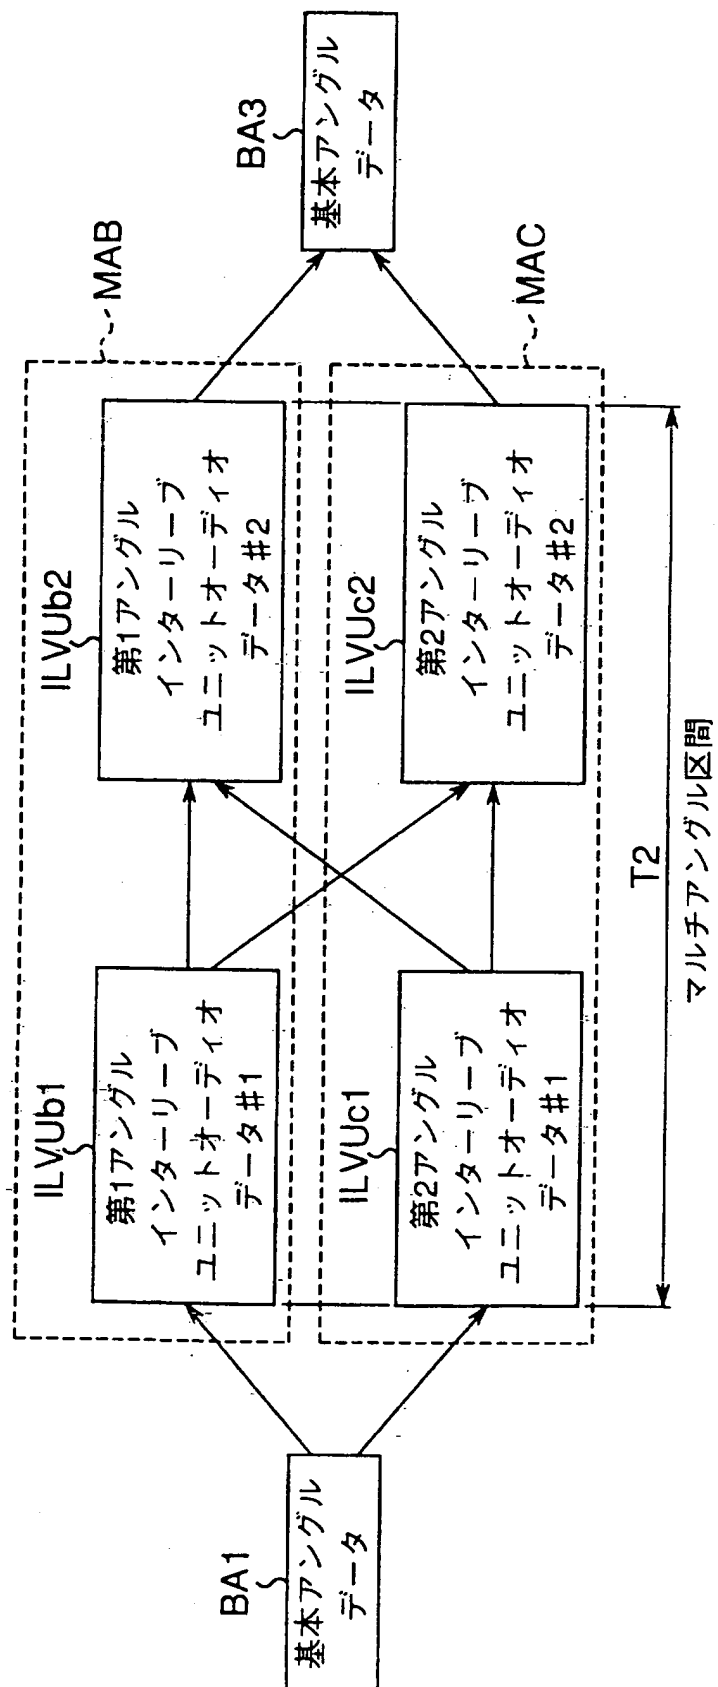 BA1
基本アングル
データ
MAB
ILVUb1
第1アングル
インターリーブ
ユニットオーディオ
データ#1
ILVUb2
第1アングル
インターリーブ
ユニットオーディオ
データ#2
MAC
ILVUc1
第2アングル
インターリーブ
ユニットオーディオ
データ#1
ILVUc2
第2アングル
インターリーブ
ユニットオーディオ
データ#2
BA3
基本アングル
データ
T2
マルチアングル区間